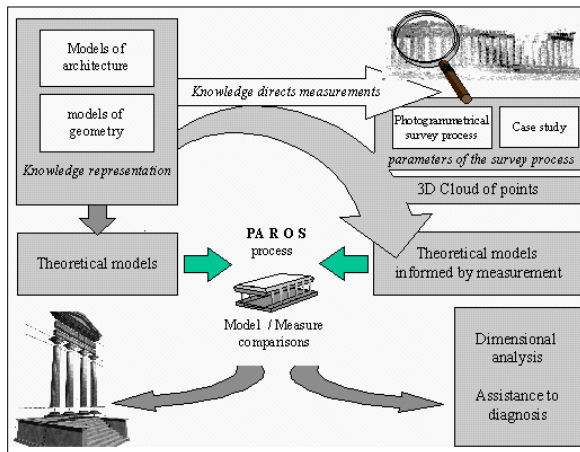 Models of
architecture
models of
geometry
Knowledge representation
Knowledge directs measurements
Photogrammetrical
survey process
Case study
parameters of the survey process
3D Cloud of points
Theoretical models
PAROS
process
Theoretical models
informed by measurement
Model / Measure
comparisons
Dimensional
analysis
Assistance to
diagnosis